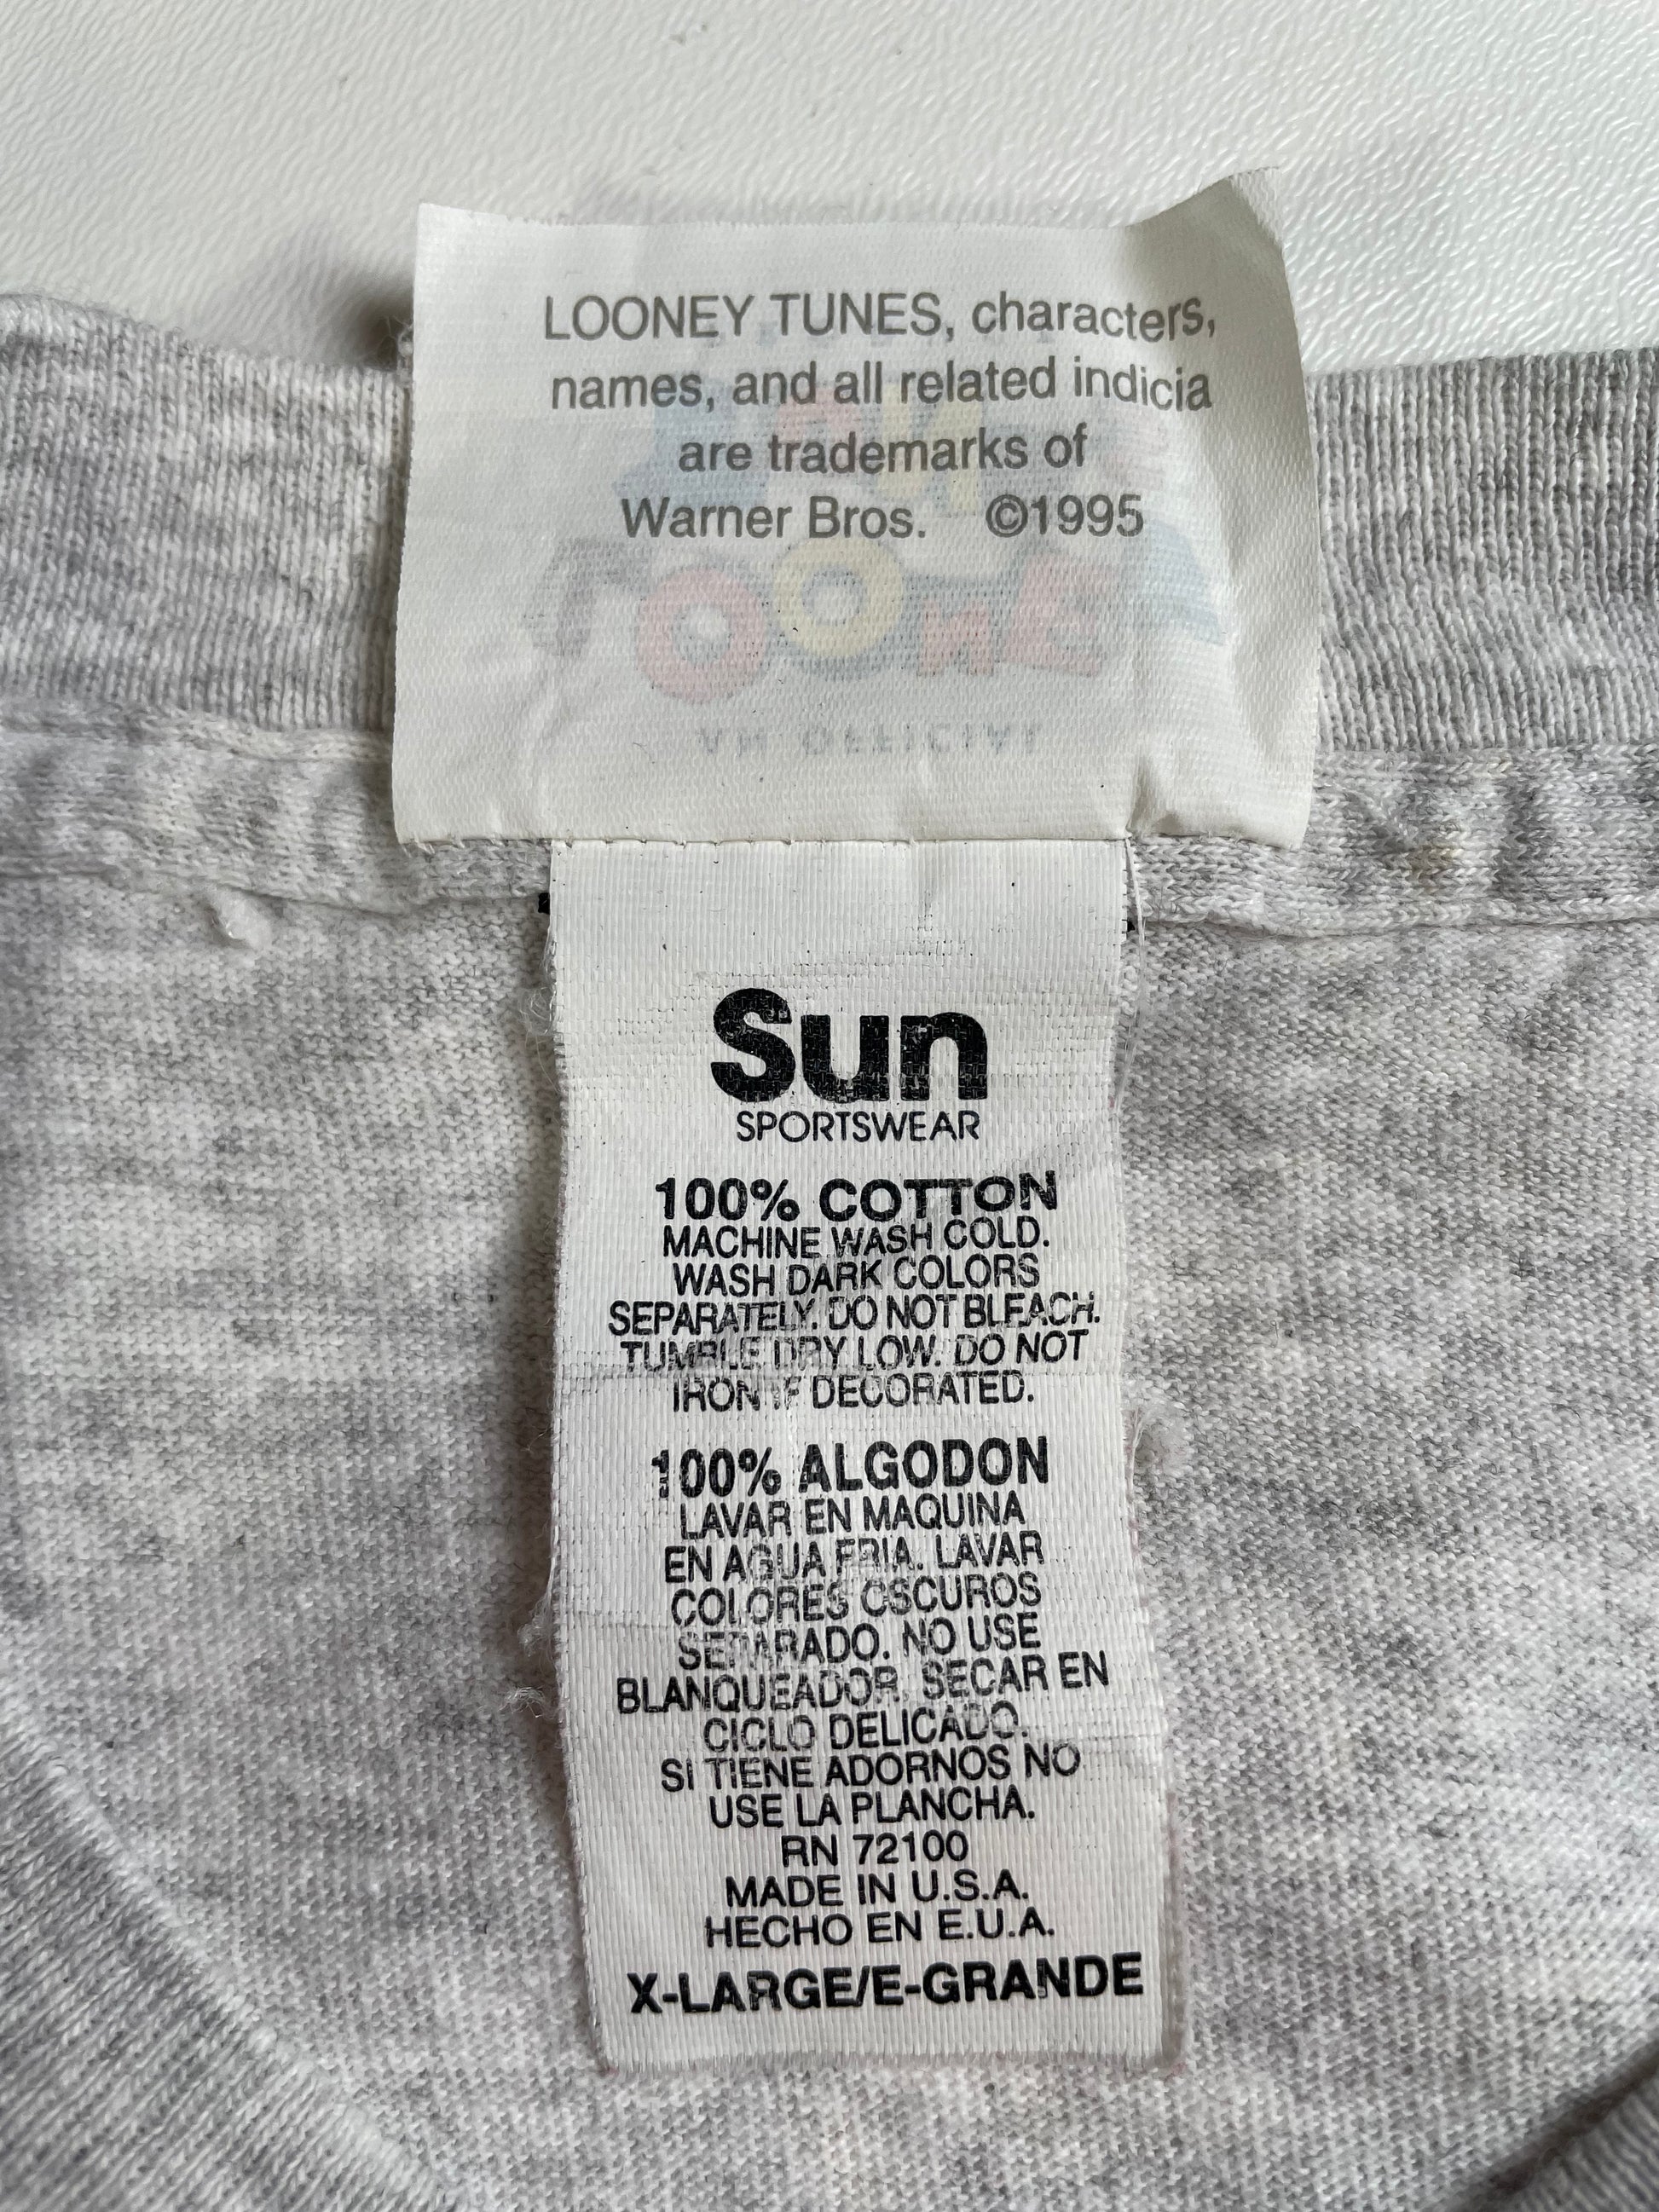 LOONEY TUNES, characters,
names, and all related indicia
are trademarks of
Warner Bros. ©1995
LOONEY
AN OFFICIAL
Sun
SPORTSWEAR
100% COTTON
MACHINE WASH COLD.
WASH DARK COLORS
SEPARATELY. DO NOT BLEACH.
TUMBLE DRY LOW. DO NOT
IRON IF DECORATED.
100% ALGODON
LAVAR EN MAQUINA
EN AGUA FRIA. LAVAR
COLORES OSCUROS
SEPARADO. NO USE
BLANQUEADOR. SECAR EN
CICLO DELICADO.
SI TIENE ADORNOS NO
USE LA PLANCHA.
RN 72100
MADE IN U.S.A.
HECHO EN E.U.A.
X-LARGE/E-GRANDE